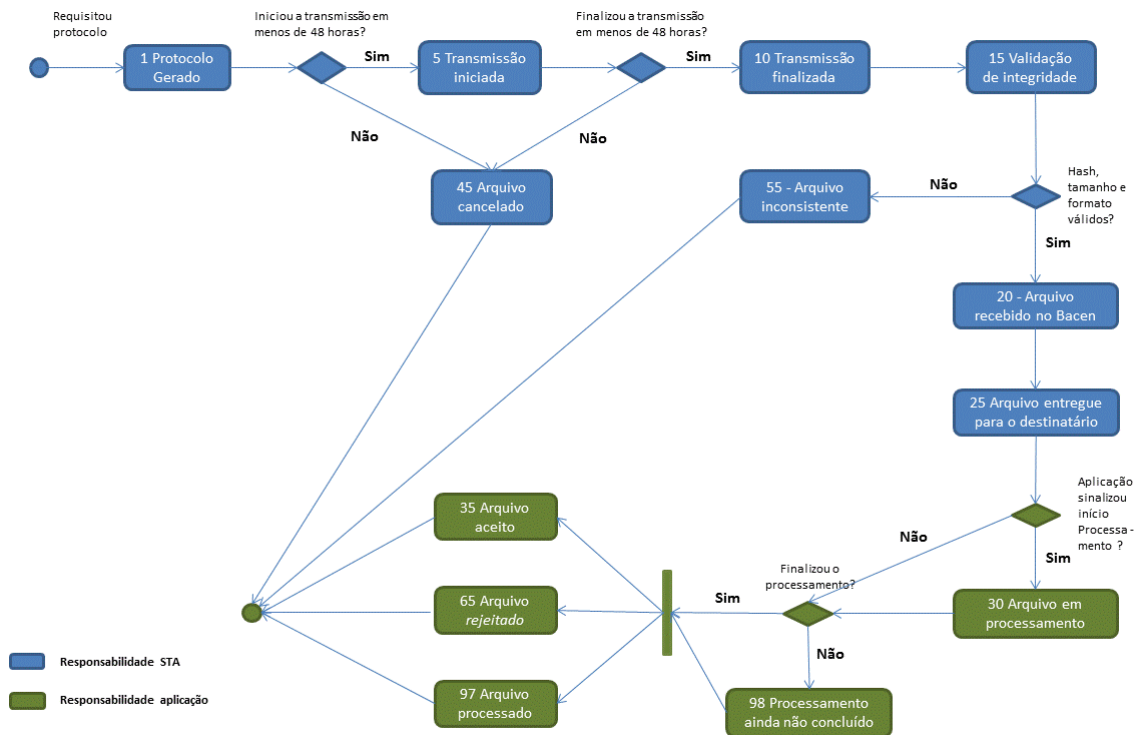 Requisitou
protocolo
Iniciou a transmissão em
menos de 48 horas?
Finalizou a transmissão
em menos de 48 horas?
1 Protocolo
Gerado
Sim
5 Transmissão
iniciada
Sim
10 Transmissão
finalizada
15 Validação
de integridade
Não
Não
45 Arquivo
cancelado
55 - Arquivo
inconsistente
Não
Hash,
tamanho e
formato
válidos?
Sim
20 - Arquivo
recebido no Bacen
25 Arquivo entregue
para o destinatário
Aplicação
sinalizou
início
Processa-
mento ?
Não
Sim
35 Arquivo
aceito
Finalizou o
processamento?
Sim
65 Arquivo
rejeitado
30 Arquivo em
processamento
Não
97 Arquivo
processado
98 Processamento
ainda não concluído
Responsabilidade STA
Responsabilidade aplicação